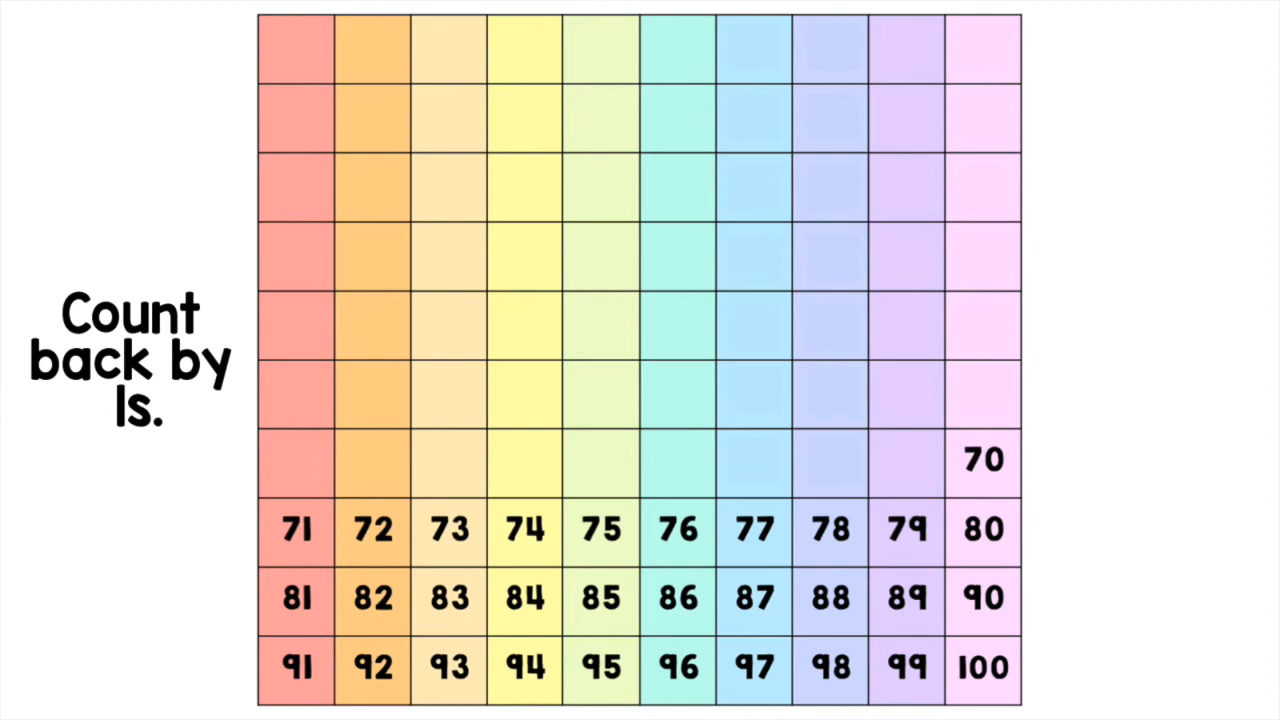 Count
back by
1s.
70
71 72 73 74 75 76 77 78 79 80
81 82 83 84 85 86 87 88 89 90
91 92 93 94 95 96 97 98 99 100